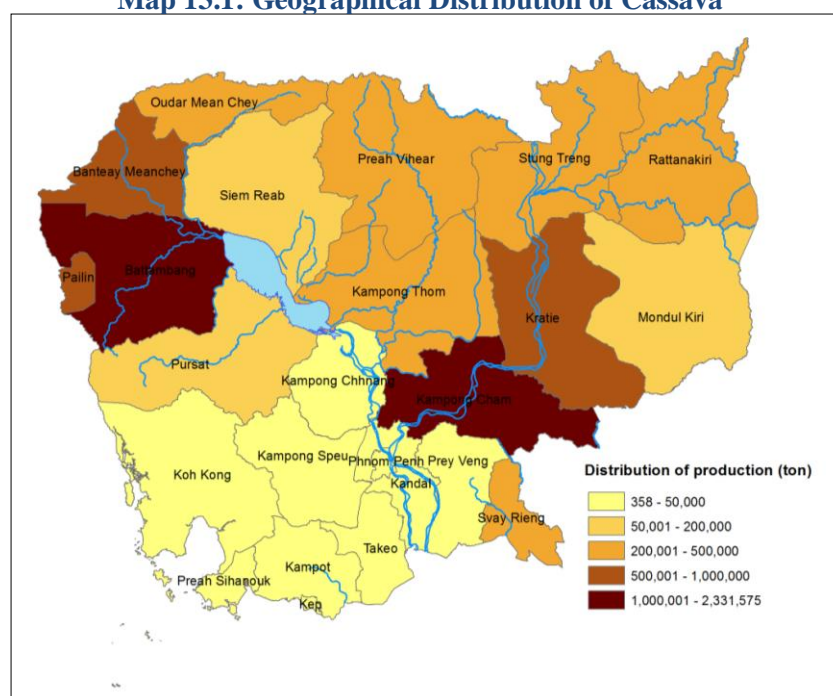 Map 13.1: Geographical Distribution of Cassava
Oudar Mean Chey
Banteay Meanchey
Siem Reab
Preah Vihear
Stung Treng
Rattanakiri
Battambang
Pailin
Kampong Thom
Kratie
Mondul Kiri
Pursat
Kampong Chhnang
Kampong Cham
Koh Kong
Kampong Speu
Phnom Penh
Prey Veng
Kandal
Svay Rieng
Takeo
Kampot
Preah Sihanouk
Kep
Distribution of production (ton)
358 - 50,000
50,001 - 200,000
200,001 - 500,000
500,001 - 1,000,000
1,000,001 - 2,331,575